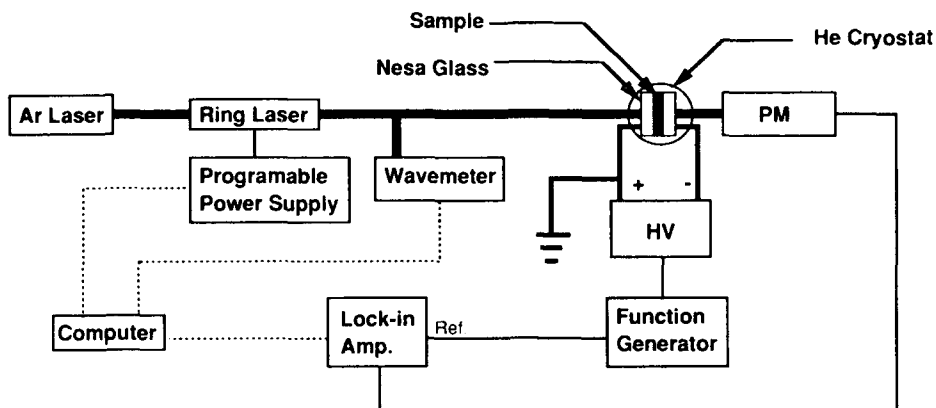 Sample
He Cryostat
Nesa Glass
Ar Laser
Ring Laser
PM
Programable
Power Supply
Wavemeter
+ -
HV
Computer
Lock-in
Amp.
Ref.
Function
Generator